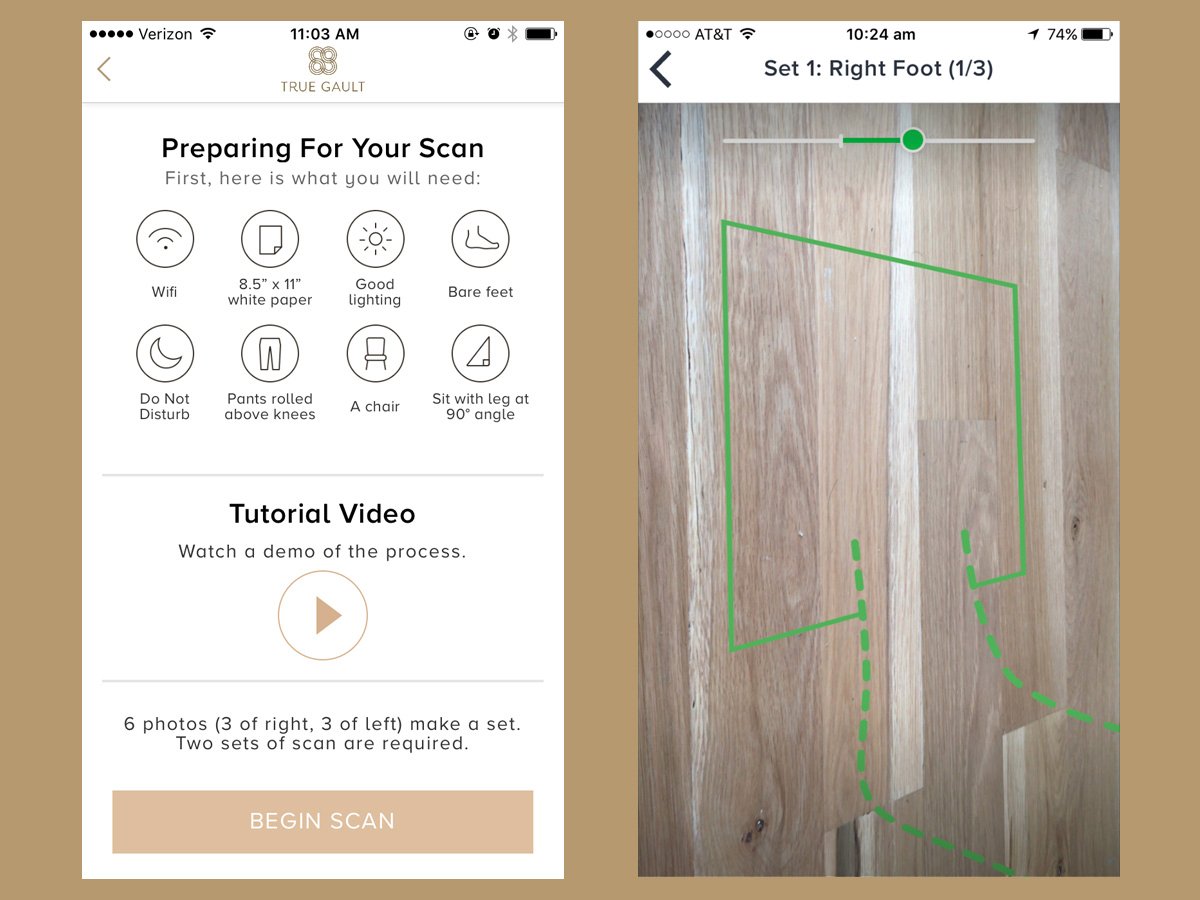 Verizon 11:03 AM
TRUE GAULT
Preparing For Your Scan
First, here is what you will need:
Wifi
8.5” x 11”
white paper
Good
lighting
Bare feet
Do Not
Disturb
Pants rolled
above knees
A chair
Sit with leg at
90° angle
Tutorial Video
Watch a demo of the process.
6 photos (3 of right, 3 of left) make a set.
Two sets of scan are required.
BEGIN SCAN
AT&T 10:24 am 74%
Set 1: Right Foot (1/3)